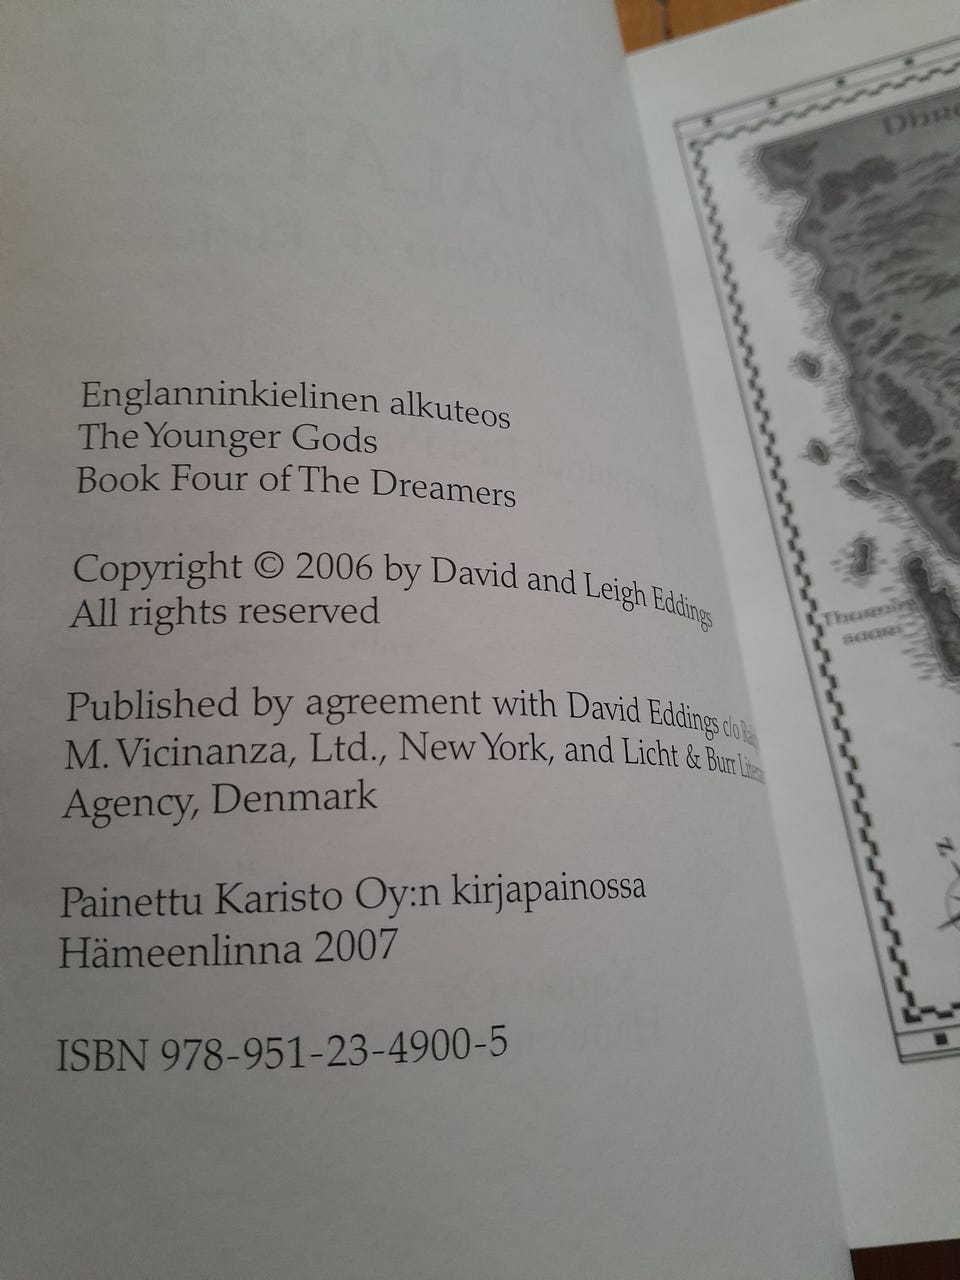 Englanninkielinen alkuteos
The Younger Gods
Book Four of The Dreamers
Copyright © 2006 by David and Leigh Eddings
All rights reserved
Published by agreement with David Eddings c/o
M. Vicinanza, Ltd., New York, and Licht & Burr
Agency, Denmark
Painettu Karisto Oy:n kirjapainossa
Hämeenlinna 2007
ISBN 978-951-23-4900-5
saari
Z